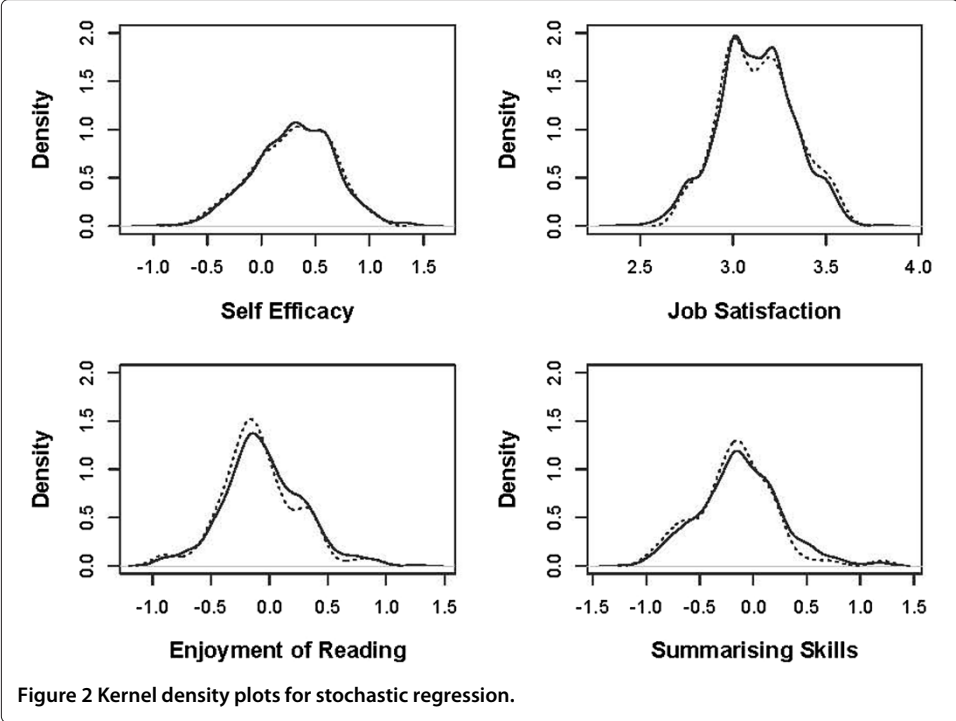 Density
2.0
1.5
1.0
0.5
0.0
-1.0 -0.5 0.0 0.5 1.0 1.5
Self Efficacy
Density
2.0
1.5
1.0
0.5
0.0
2.5 3.0 3.5 4.0
Job Satisfaction
Density
2.0
1.5
1.0
0.5
0.0
-1.0 -0.5 0.0 0.5 1.0 1.5
Enjoyment of Reading
Density
2.0
1.5
1.0
0.5
0.0
-1.5 -1.0 -0.5 0.0 0.5 1.0 1.5
Summarising Skills
Figure 2 Kernel density plots for stochastic regression.